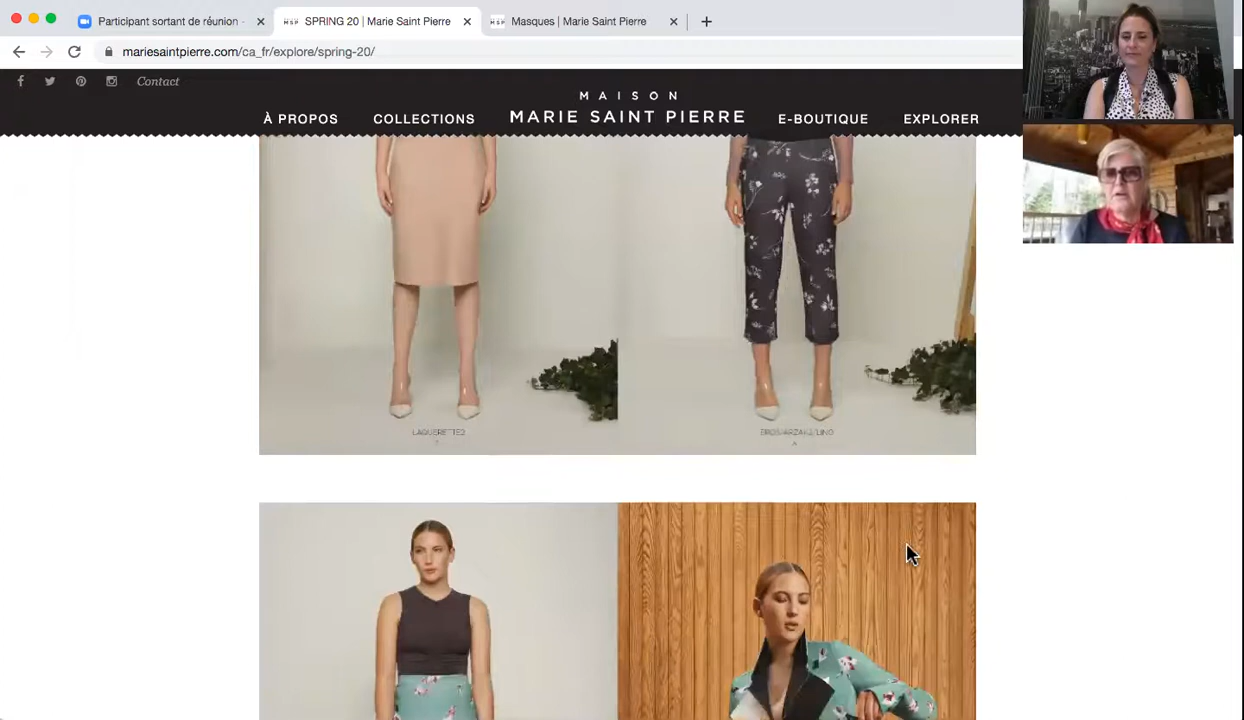 Participant sortant de réunion -
SPRING 20 | Marie Saint Pierre
Masques | Marie Saint Pierre
mariesaintpierre.com/ca_fr/explore/spring-20/
Contact
MAISON
À PROPOS COLLECTIONS MARIE SAINT PIERRE E-BOUTIQUE EXPLORER
LAQUERETTE2